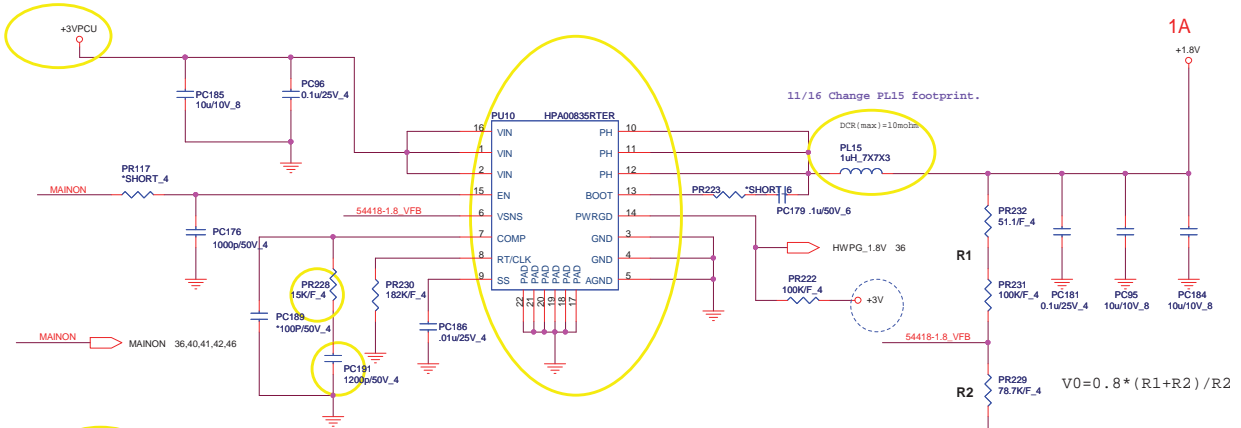 +3VPCU
1A
+1.8V
PC185
10u/10V_8
PC96
0.1u/25V_4
11/16 Change PL15 footprint.
DCR(max)=10mohm
PL15
1uH_7X7X3
PU10 HPA00835RTER
16 VIN PH 10
1 VIN PH 11
2 VIN PH 12
15 EN BOOT 13
6 VSNS PWRGD 14
7 COMP GND 3
8 RT/CLK GND 4
9 SS AGND 5
PAD PAD PAD PAD PAD PAD
22 21 20 19 18 17
PR117
*SHORT_4
MAINON
PC176
1000p/50V_4
54418-1.8_VFB
PR223 *SHORT_6
PC179 .1u/50V_6
HWPG_1.8V 36
PR222
100K/F_4
+3V
PR228
15K/F_4
PR230
182K/F_4
PC189
*100P/50V_4
PC186
.01u/25V_4
PC191
1200p/50V_4
MAINON MAINON 36,40,41,42,46
PR232
51.1/F_4
R1
PR231
100K/F_4
PC181
0.1u/25V_4
PC95
10u/10V_8
PC184
10u/10V_8
54418-1.8_VFB
R2
PR229
78.7K/F_4
V0=0.8*(R1+R2)/R2